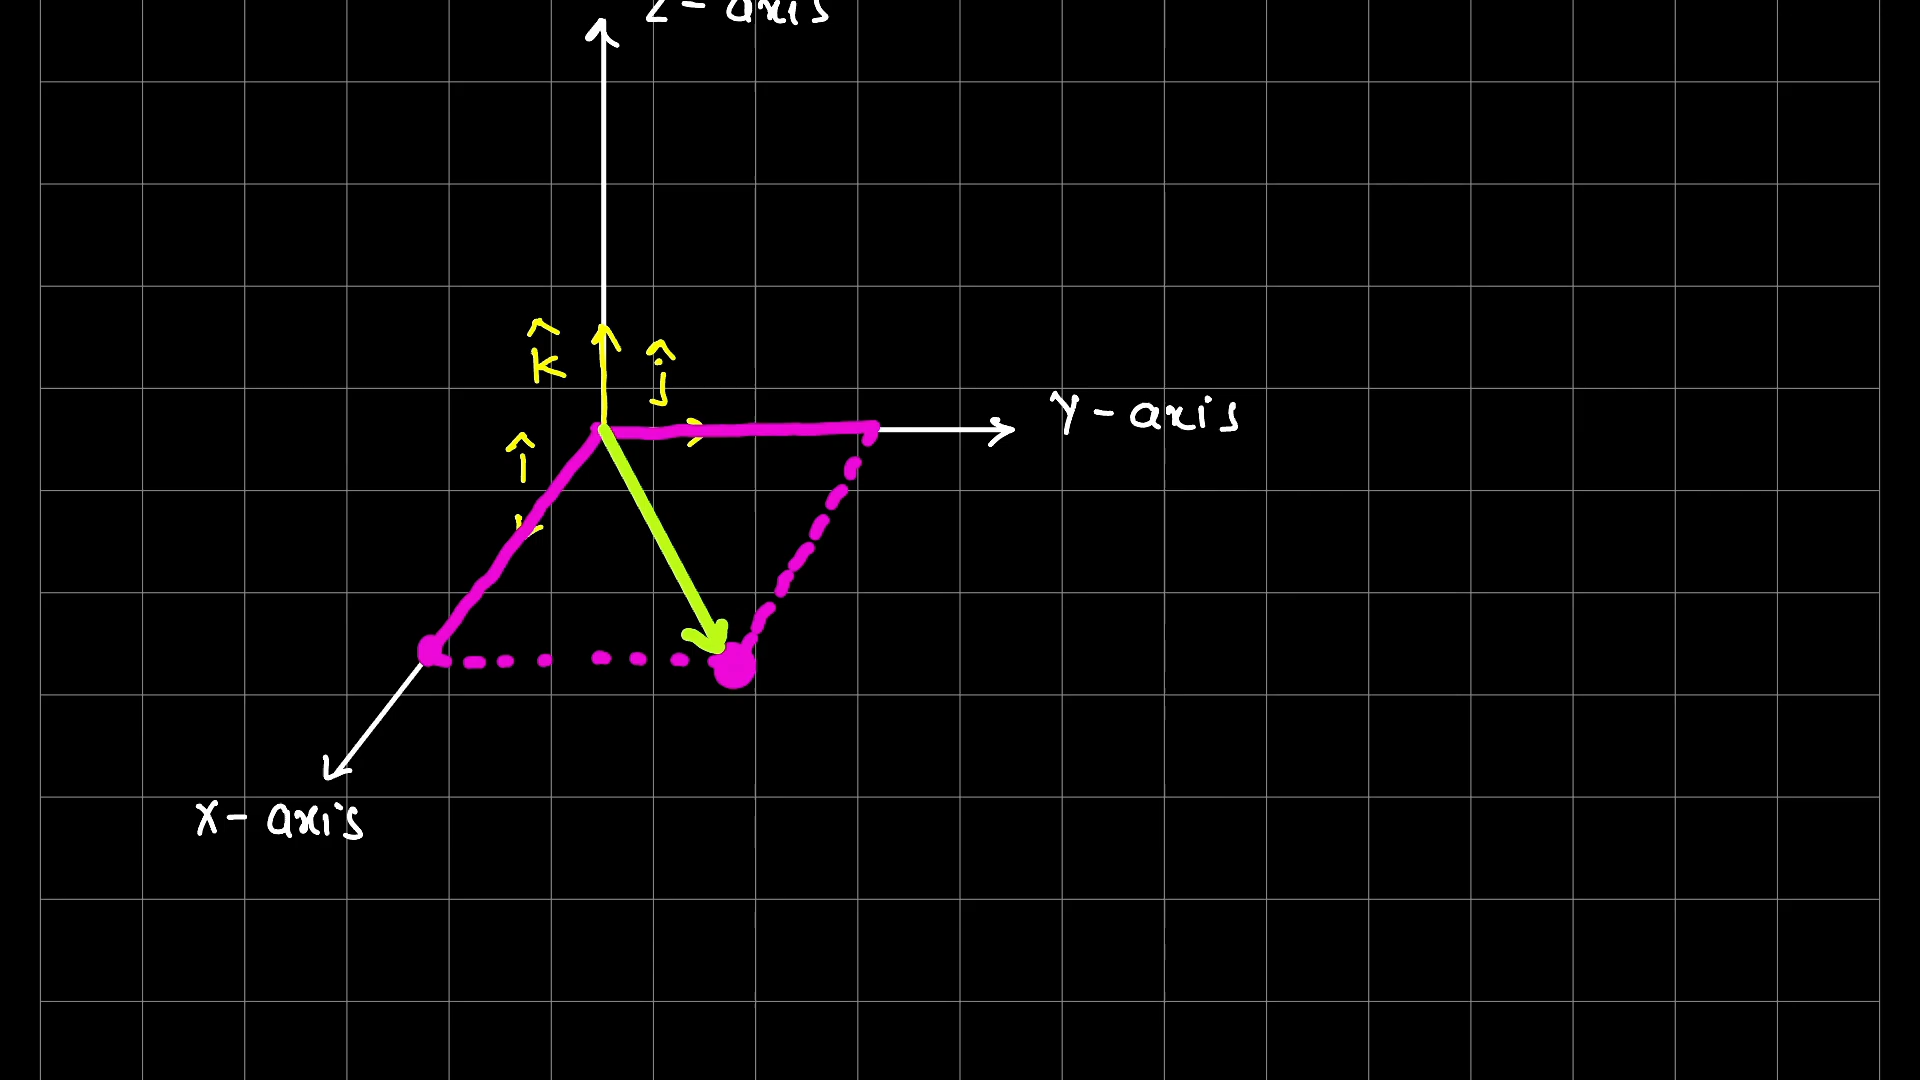 z-axis
k̂
ĵ
y-axis
î
x-axis